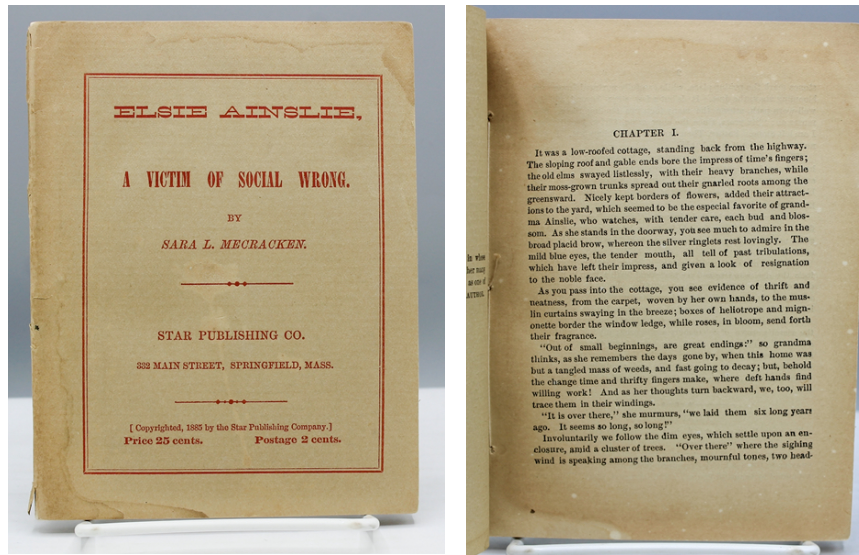 ELSIE AINSLIE,
A VICTIM OF SOCIAL WRONG.
BY
SARA L. MECRACKEN.
STAR PUBLISHING CO.
332 MAIN STREET, SPRINGFIELD, MASS.
[ Copyrighted, 1885 by the Star Publishing Company.]
Price 25 cents. Postage 2 cents.
in whose
her many
as one of
AUTHOR.
CHAPTER I.
It was a low-roofed cottage, standing back from the highway.
The sloping roof and gable ends bore the impress of time's fingers;
the old elms swayed listlessly, with their heavy branches, while
their moss-grown trunks spread out their gnarled roots among the
greensward. Nicely kept borders of flowers, added their attract-
ions to the yard, which seemed to be the especial favorite of grand-
ma Ainslie, who watches, with tender care, each bud and blos-
som. As she stands in the doorway, you see much to admire in the
broad placid brow, whereon the silver ringlets rest lovingly. The
mild blue eyes, the tender mouth, all tell of past tribulations,
which have left their impress, and given a look of resignation
to the noble face.
As you pass into the cottage, you see evidence of thrift and
neatness, from the carpet, woven by her own hands, to the mus-
lin curtains swaying in the breeze; boxes of heliotrope and mign-
onette border the window ledge, while roses, in bloom, send forth
their fragrance.
"Out of small beginnings, are great endings:" so grandma
thinks, as she remembers the days gone by, when this home was
but a tangled mass of weeds, and fast going to decay; but, behold
the change time and thrifty fingers make, where deft hands find
willing work! And as her thoughts turn backward, we, too, will
trace them in their windings.
"It is over there," she murmurs, "we laid them six long years
ago. It seems so long, so long!"
Involuntarily we follow the dim eyes, which settle upon an en-
closure, amid a cluster of trees. "Over there" where the sighing
wind is speaking among the branches, mournful tones, two head-